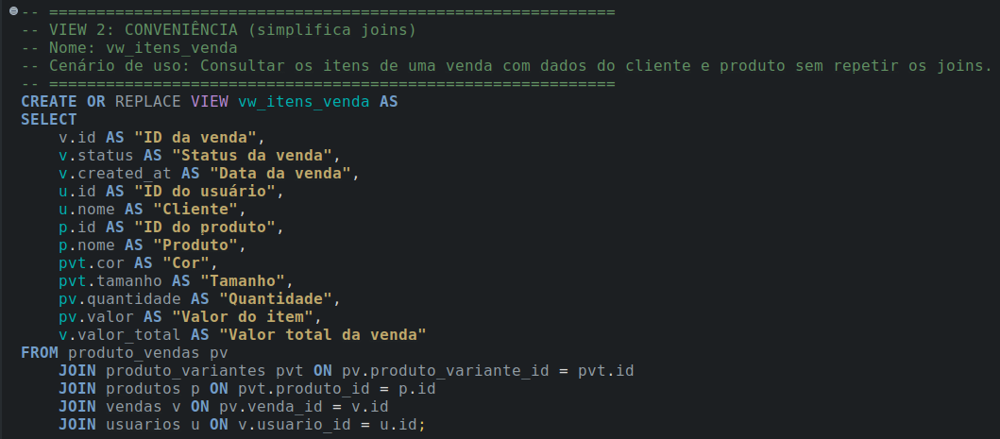 -- ============================================================
-- VIEW 2: CONVENIÊNCIA (simplifica joins)
-- Nome: vw_itens_venda
-- Cenário de uso: Consultar os itens de uma venda com dados do cliente e produto sem repetir os joins.
-- ============================================================
CREATE OR REPLACE VIEW vw_itens_venda AS
SELECT
    v.id AS "ID da venda",
    v.status AS "Status da venda",
    v.created_at AS "Data da venda",
    u.id AS "ID do usuário",
    u.nome AS "Cliente",
    p.id AS "ID do produto",
    p.nome AS "Produto",
    pvt.cor AS "Cor",
    pvt.tamanho AS "Tamanho",
    pv.quantidade AS "Quantidade",
    pv.valor AS "Valor do item",
    v.valor_total AS "Valor total da venda"
FROM produto_vendas pv
    JOIN produto_variantes pvt ON pv.produto_variante_id = pvt.id
    JOIN produtos p ON pvt.produto_id = p.id
    JOIN vendas v ON pv.venda_id = v.id
    JOIN usuarios u ON v.usuario_id = u.id;